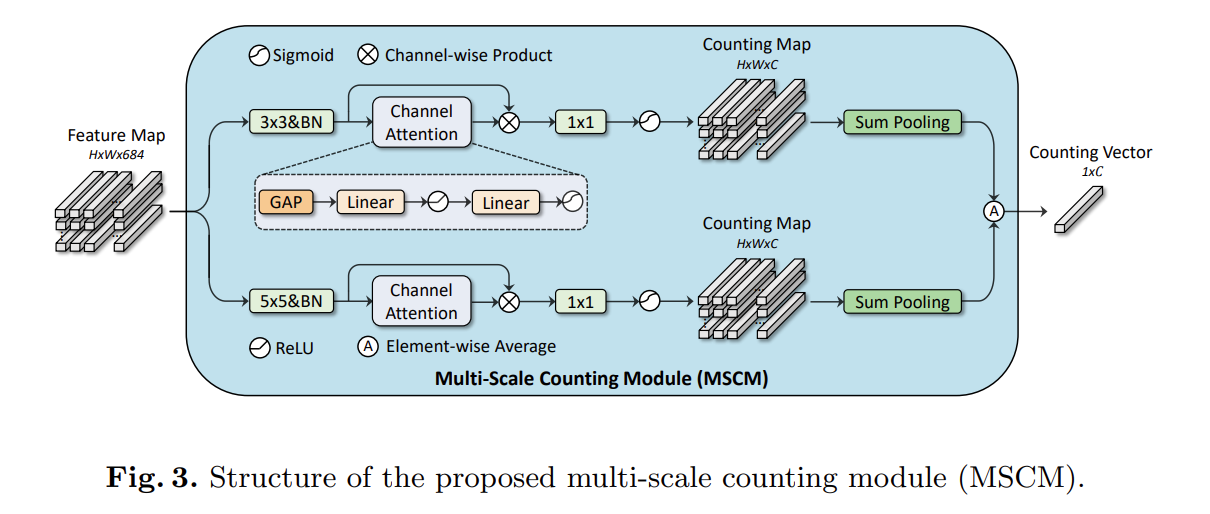 Sigmoid
Channel-wise Product
Counting Map
HxWxC
Feature Map
HxWx684
3x3&BN
Channel
Attention
1x1
Sum Pooling
Counting Vector
1xC
GAP
Linear
Linear
A
Counting Map
HxWxC
5x5&BN
Channel
Attention
1x1
Sum Pooling
ReLU
A
Element-wise Average
Multi-Scale Counting Module (MSCM)
Fig. 3. Structure of the proposed multi-scale counting module (MSCM).